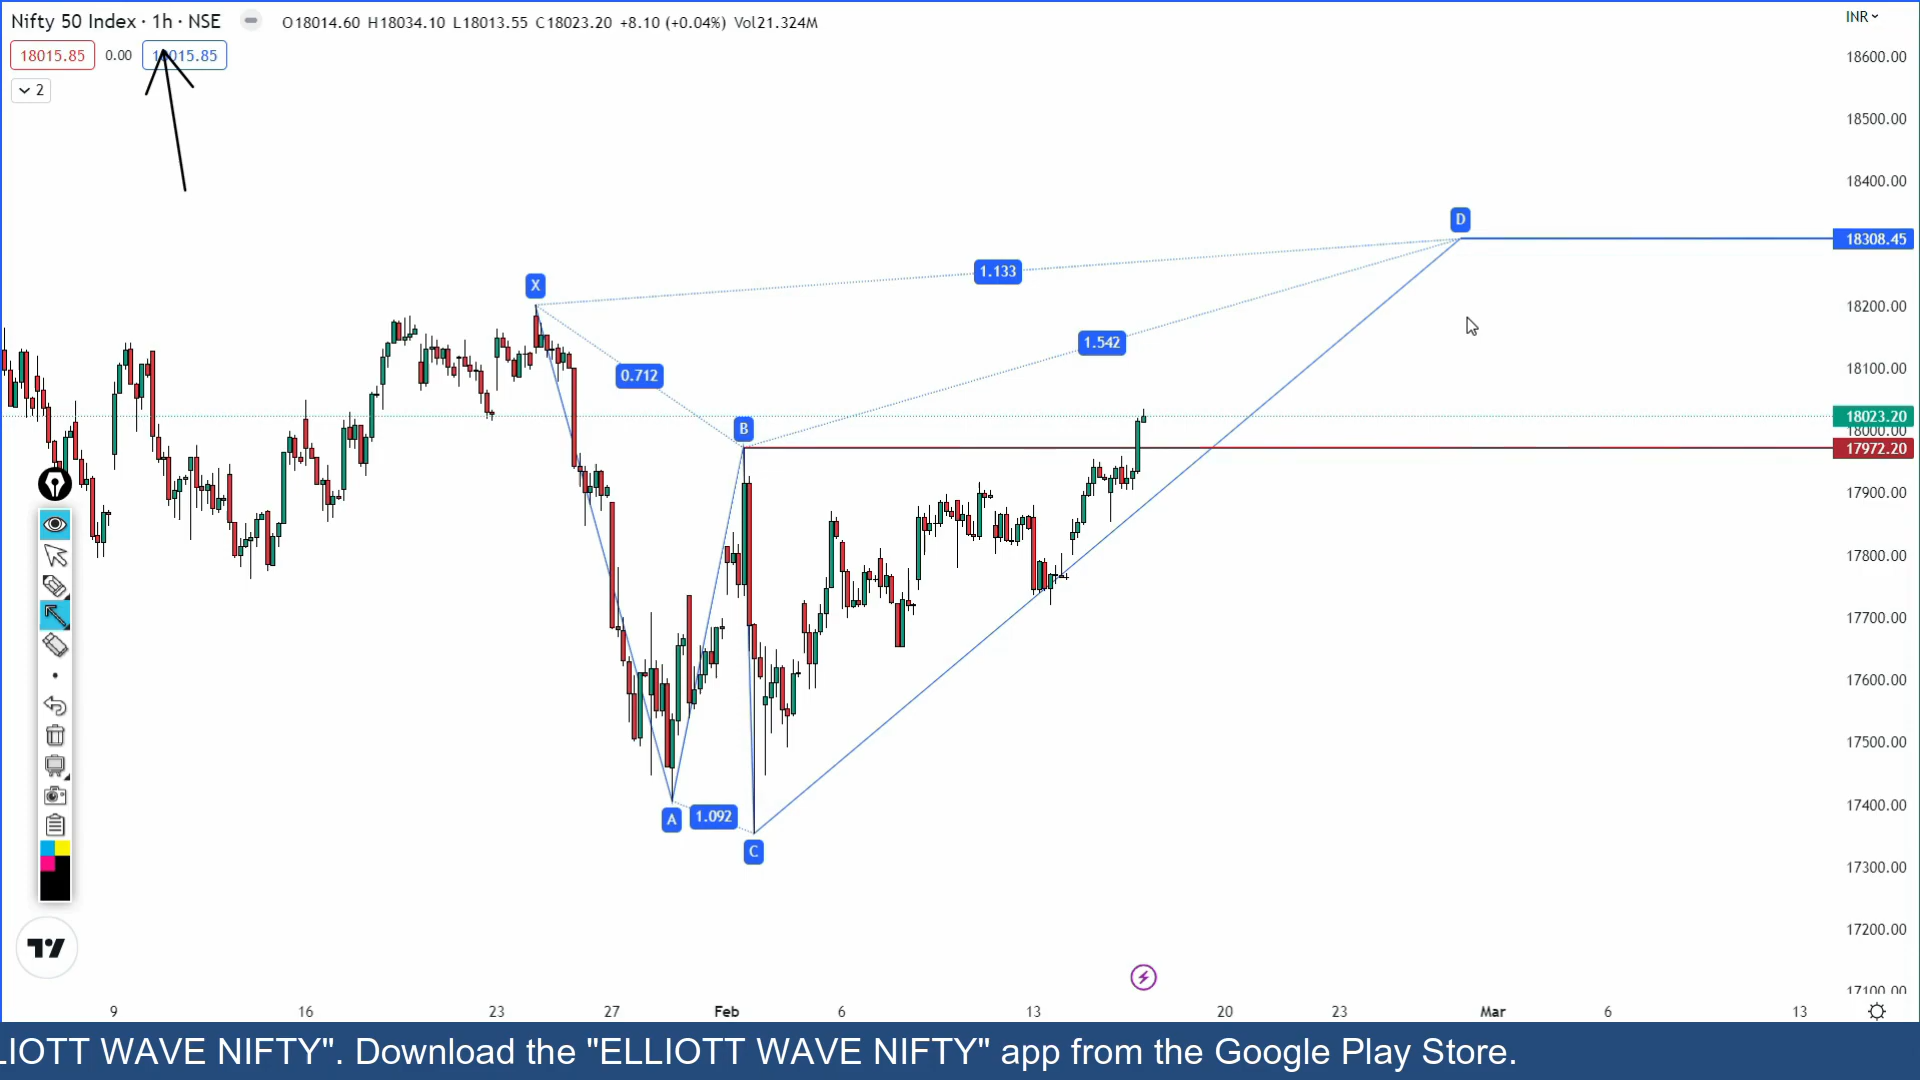 Nifty 50 Index · 1h · NSE
O18014.60 H18034.10 L18013.55 C18023.20 +8.10 (+0.04%) Vol21.324M
INR
18015.85 0.00 18015.85
2
18600.00
18500.00
18400.00
D
18308.45
1.133
X
18200.00
1.542
0.712
18100.00
18023.20
18000.00
B
17972.20
17900.00
17800.00
17700.00
17600.00
17500.00
17400.00
A
1.092
C
17300.00
17200.00
17100.00
9 16 23 27 Feb 6 13 20 23 Mar 6 13
LIOTT WAVE NIFTY". Download the "ELLIOTT WAVE NIFTY" app from the Google Play Store.